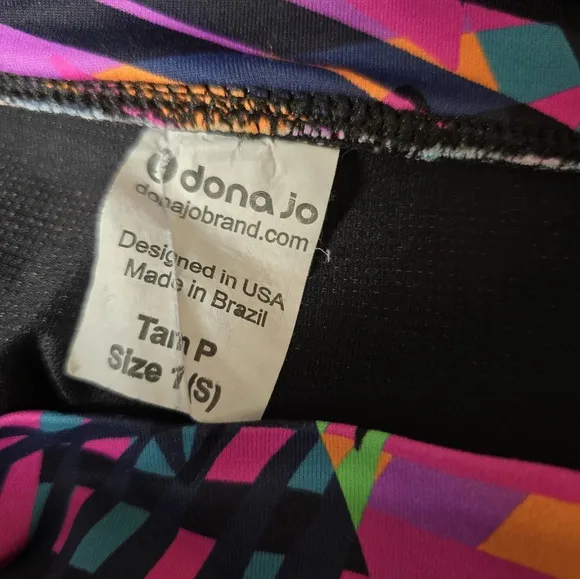 dona jo
donajobrand.com
Designed in USA
Made in Brazil
Tam P
Size 1 (S)